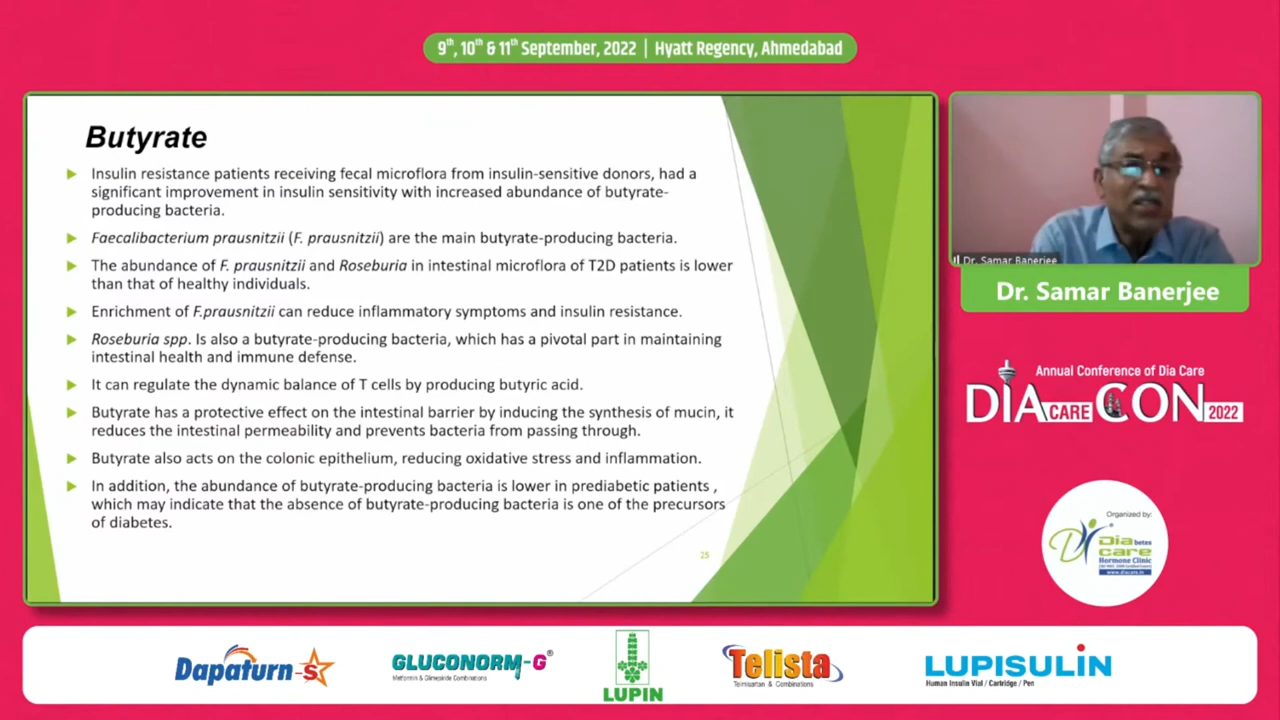 9th, 10th & 11th September, 2022 | Hyatt Regency, Ahmedabad
Butyrate
Insulin resistance patients receiving fecal microflora from insulin-sensitive donors, had a
significant improvement in insulin sensitivity with increased abundance of butyrate-
producing bacteria.
Faecalibacterium prausnitzii (F. prausnitzii) are the main butyrate-producing bacteria.
The abundance of F. prausnitzii and Roseburia in intestinal microflora of T2D patients is lower
than that of healthy individuals.
Enrichment of F.prausnitzii can reduce inflammatory symptoms and insulin resistance.
Roseburia spp. Is also a butyrate-producing bacteria, which has a pivotal part in maintaining
intestinal health and immune defense.
It can regulate the dynamic balance of T cells by producing butyric acid.
Butyrate has a protective effect on the intestinal barrier by inducing the synthesis of mucin, it
reduces the intestinal permeability and prevents bacteria from passing through.
Butyrate also acts on the colonic epithelium, reducing oxidative stress and inflammation.
In addition, the abundance of butyrate-producing bacteria is lower in prediabetic patients ,
which may indicate that the absence of butyrate-producing bacteria is one of the precursors
of diabetes.
25
Dr. Samar Banerjee
Dr. Samar Banerjee
Annual Conference of Dia Care
DIA CARE CON 2022
Organized by:
Diabetes
care
Hormone Clinic
www.diacare.in
Dapaturn-S
GLUCONORM-G®
Metformin & Glimepiride Combinations
LUPIN
Telista
Telmisartan & Combinations
LUPISULIN
Human Insulin Vial / Cartridge / Pen